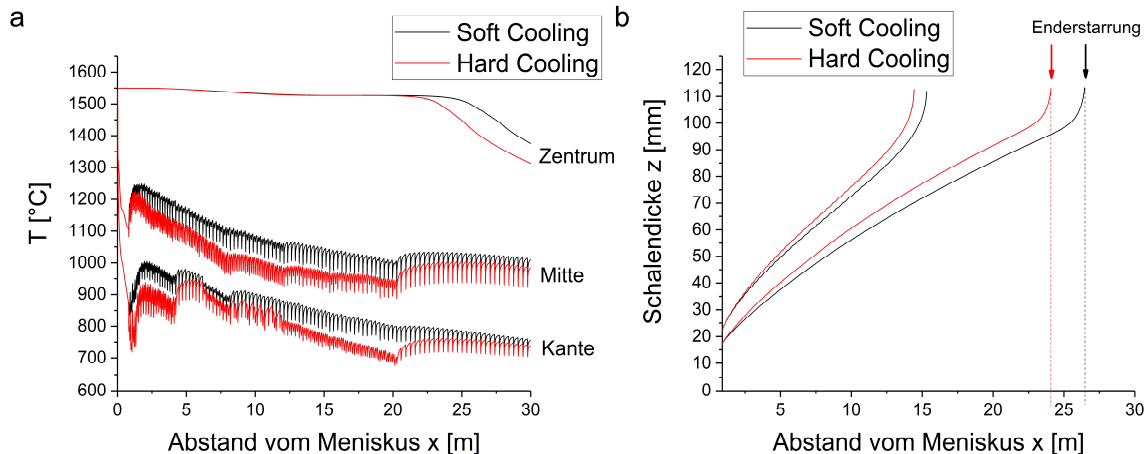 a
Soft Cooling
Hard Cooling
T [°C]
1600
1500
1400
1300
1200
1100
1000
900
800
700
600
Zentrum
Mitte
Kante
0 5 10 15 20 25 30
Abstand vom Meniskus x [m]
b
Soft Cooling
Hard Cooling
Enderstarrung
Schalendicke z [mm]
120
110
100
90
80
70
60
50
40
30
20
10
0
5 10 15 20 25 30
Abstand vom Meniskus x [m]